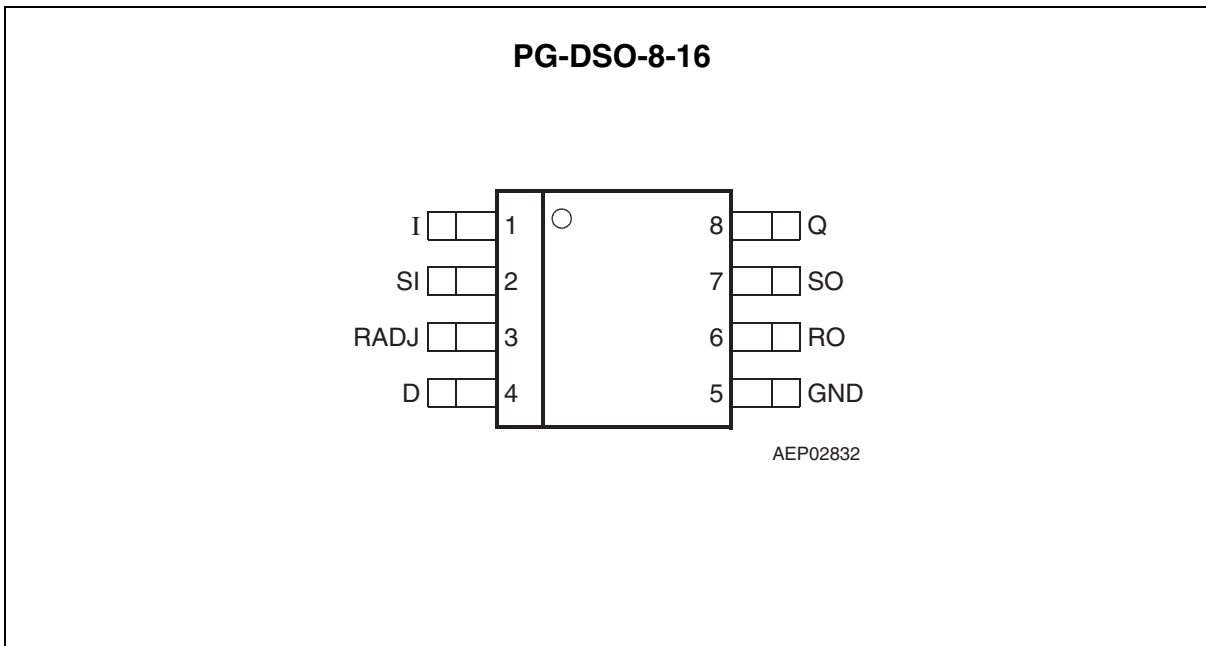 PG-DSO-8-16
I 1 8 Q
SI 2 7 SO
RADJ 3 6 RO
D 4 5 GND
AEP02832